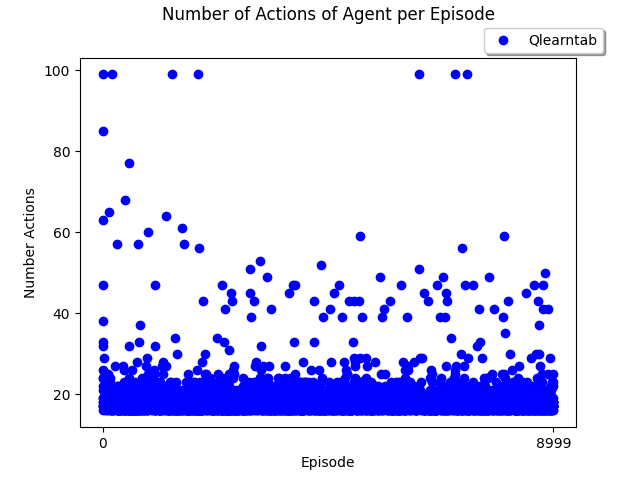 Number of Actions of Agent per Episode
Qlearntab
100
80
60
40
20
Number Actions
0
8999
Episode